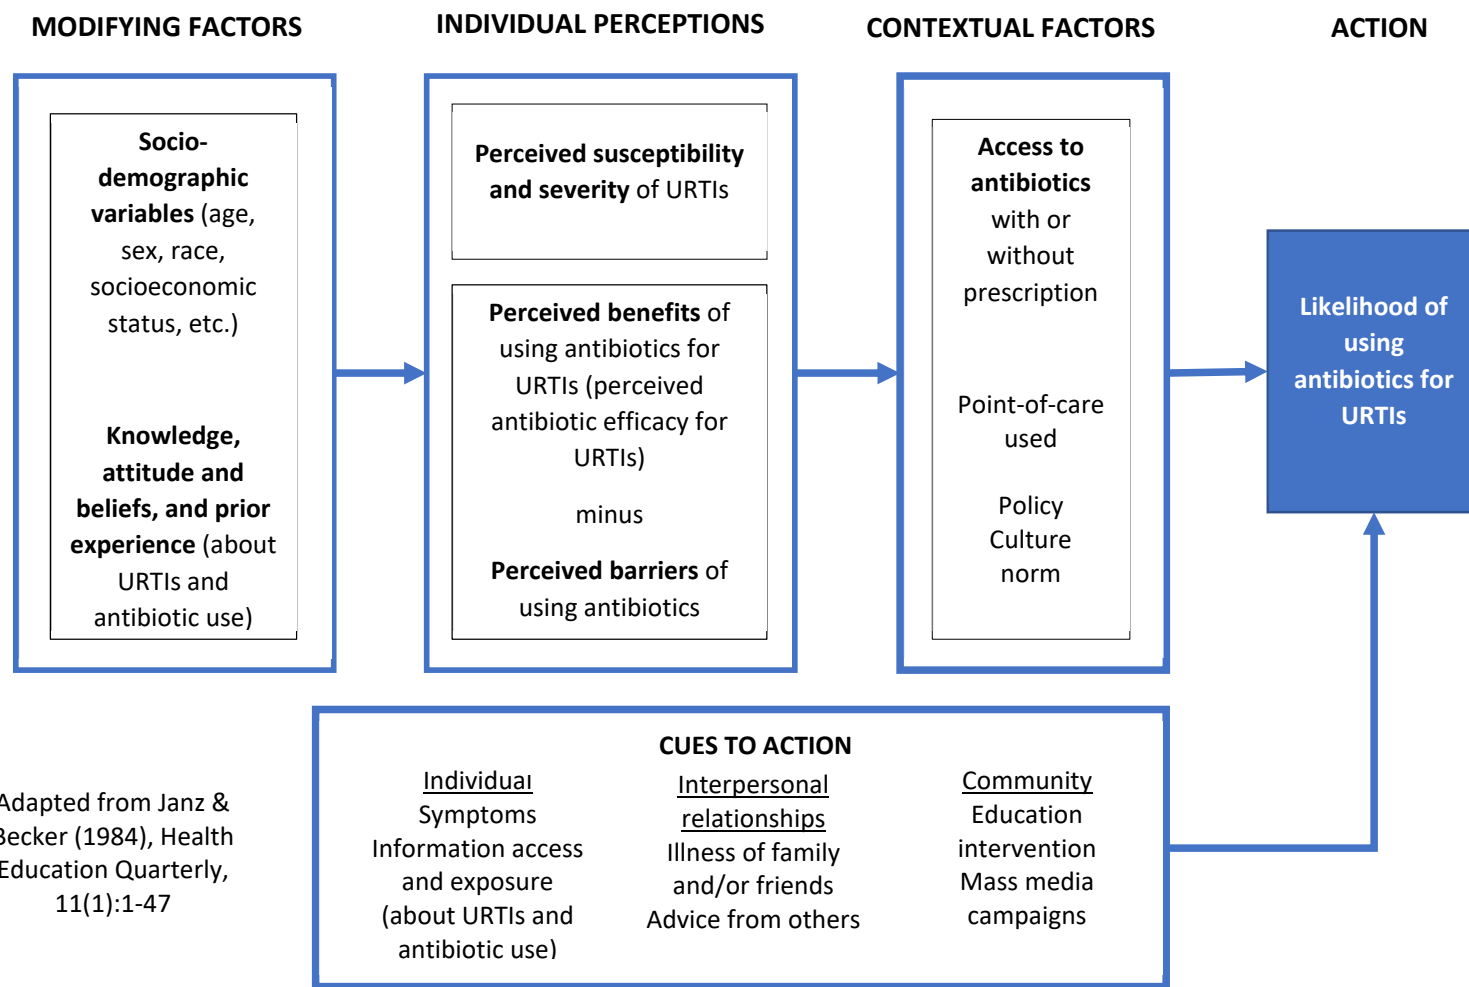 MODIFYING FACTORS
INDIVIDUAL PERCEPTIONS
CONTEXTUAL FACTORS
ACTION
Socio-
demographic
variables (age,
sex, race,
socioeconomic
status, etc.)
Knowledge,
attitude and
beliefs, and prior
experience (about
URTIs and
antibiotic use)
Perceived susceptibility
and severity of URTIs
Perceived benefits of
using antibiotics for
URTIs (perceived
antibiotic efficacy for
URTIs)
minus
Perceived barriers of
using antibiotics
Access to
antibiotics
with or
without
prescription
Point-of-care
used
Policy
Culture
norm
Likelihood of
using
antibiotics for
URTIs
CUES TO ACTION
Individual
Symptoms
Information access
and exposure
(about URTIs and
antibiotic use)
Interpersonal
relationships
Illness of family
and/or friends
Advice from others
Community
Education
intervention
Mass media
campaigns
Adapted from Janz &
Becker (1984), Health
Education Quarterly,
11(1):1-47